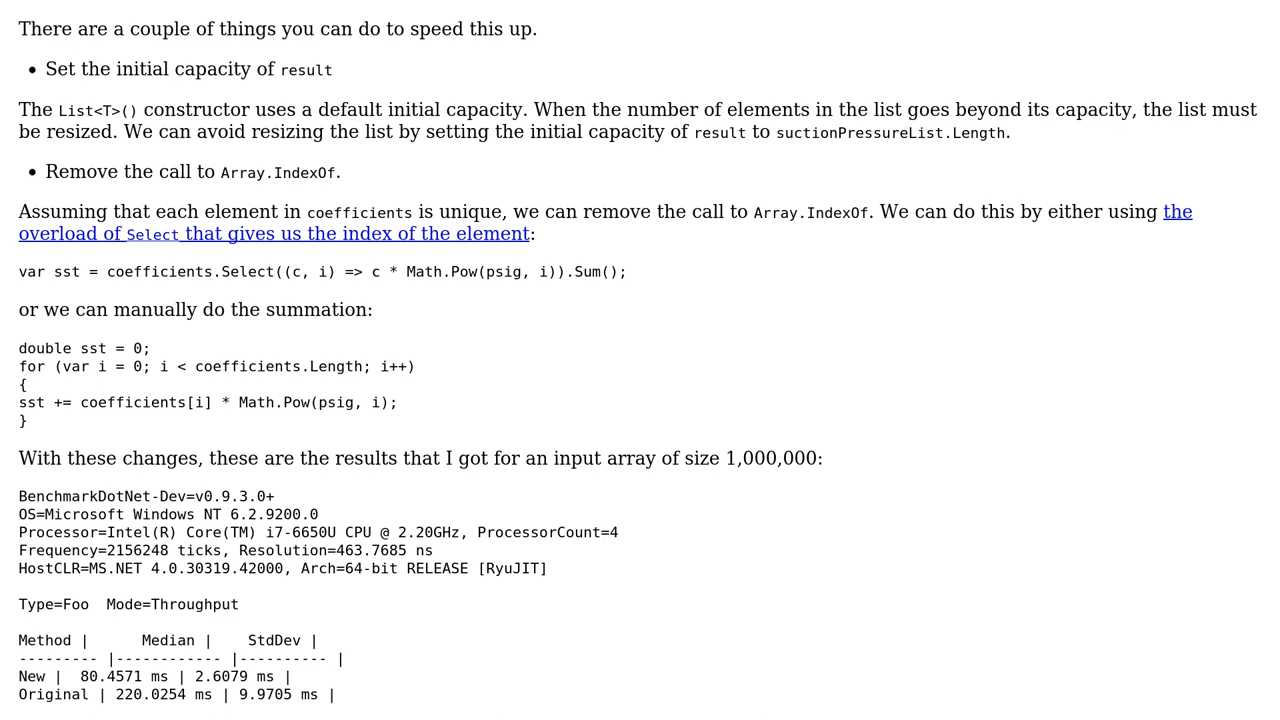 There are a couple of things you can do to speed this up.
• Set the initial capacity of result
The List<T>() constructor uses a default initial capacity. When the number of elements in the list goes beyond its capacity, the list must
be resized. We can avoid resizing the list by setting the initial capacity of result to suctionPressureList.Length.
• Remove the call to Array.IndexOf.
Assuming that each element in coefficients is unique, we can remove the call to Array.IndexOf. We can do this by either using the
overload of Select that gives us the index of the element:
var sst = coefficients.Select((c, i) => c * Math.Pow(psig, i)).Sum();
or we can manually do the summation:
double sst = 0;
for (var i = 0; i < coefficients.Length; i++)
{
sst += coefficients[i] * Math.Pow(psig, i);
}
With these changes, these are the results that I got for an input array of size 1,000,000:
BenchmarkDotNet-Dev=v0.9.3.0+
OS=Microsoft Windows NT 6.2.9200.0
Processor=Intel(R) Core(TM) i7-6650U CPU @ 2.20GHz, ProcessorCount=4
Frequency=2156248 ticks, Resolution=463.7685 ns
HostCLR=MS.NET 4.0.30319.42000, Arch=64-bit RELEASE [RyuJIT]
Type=Foo  Mode=Throughput
Method |      Median |    StdDev |
--------- |------------ |---------- |
New |  80.4571 ms | 2.6079 ms |
Original | 220.0254 ms | 9.9705 ms |